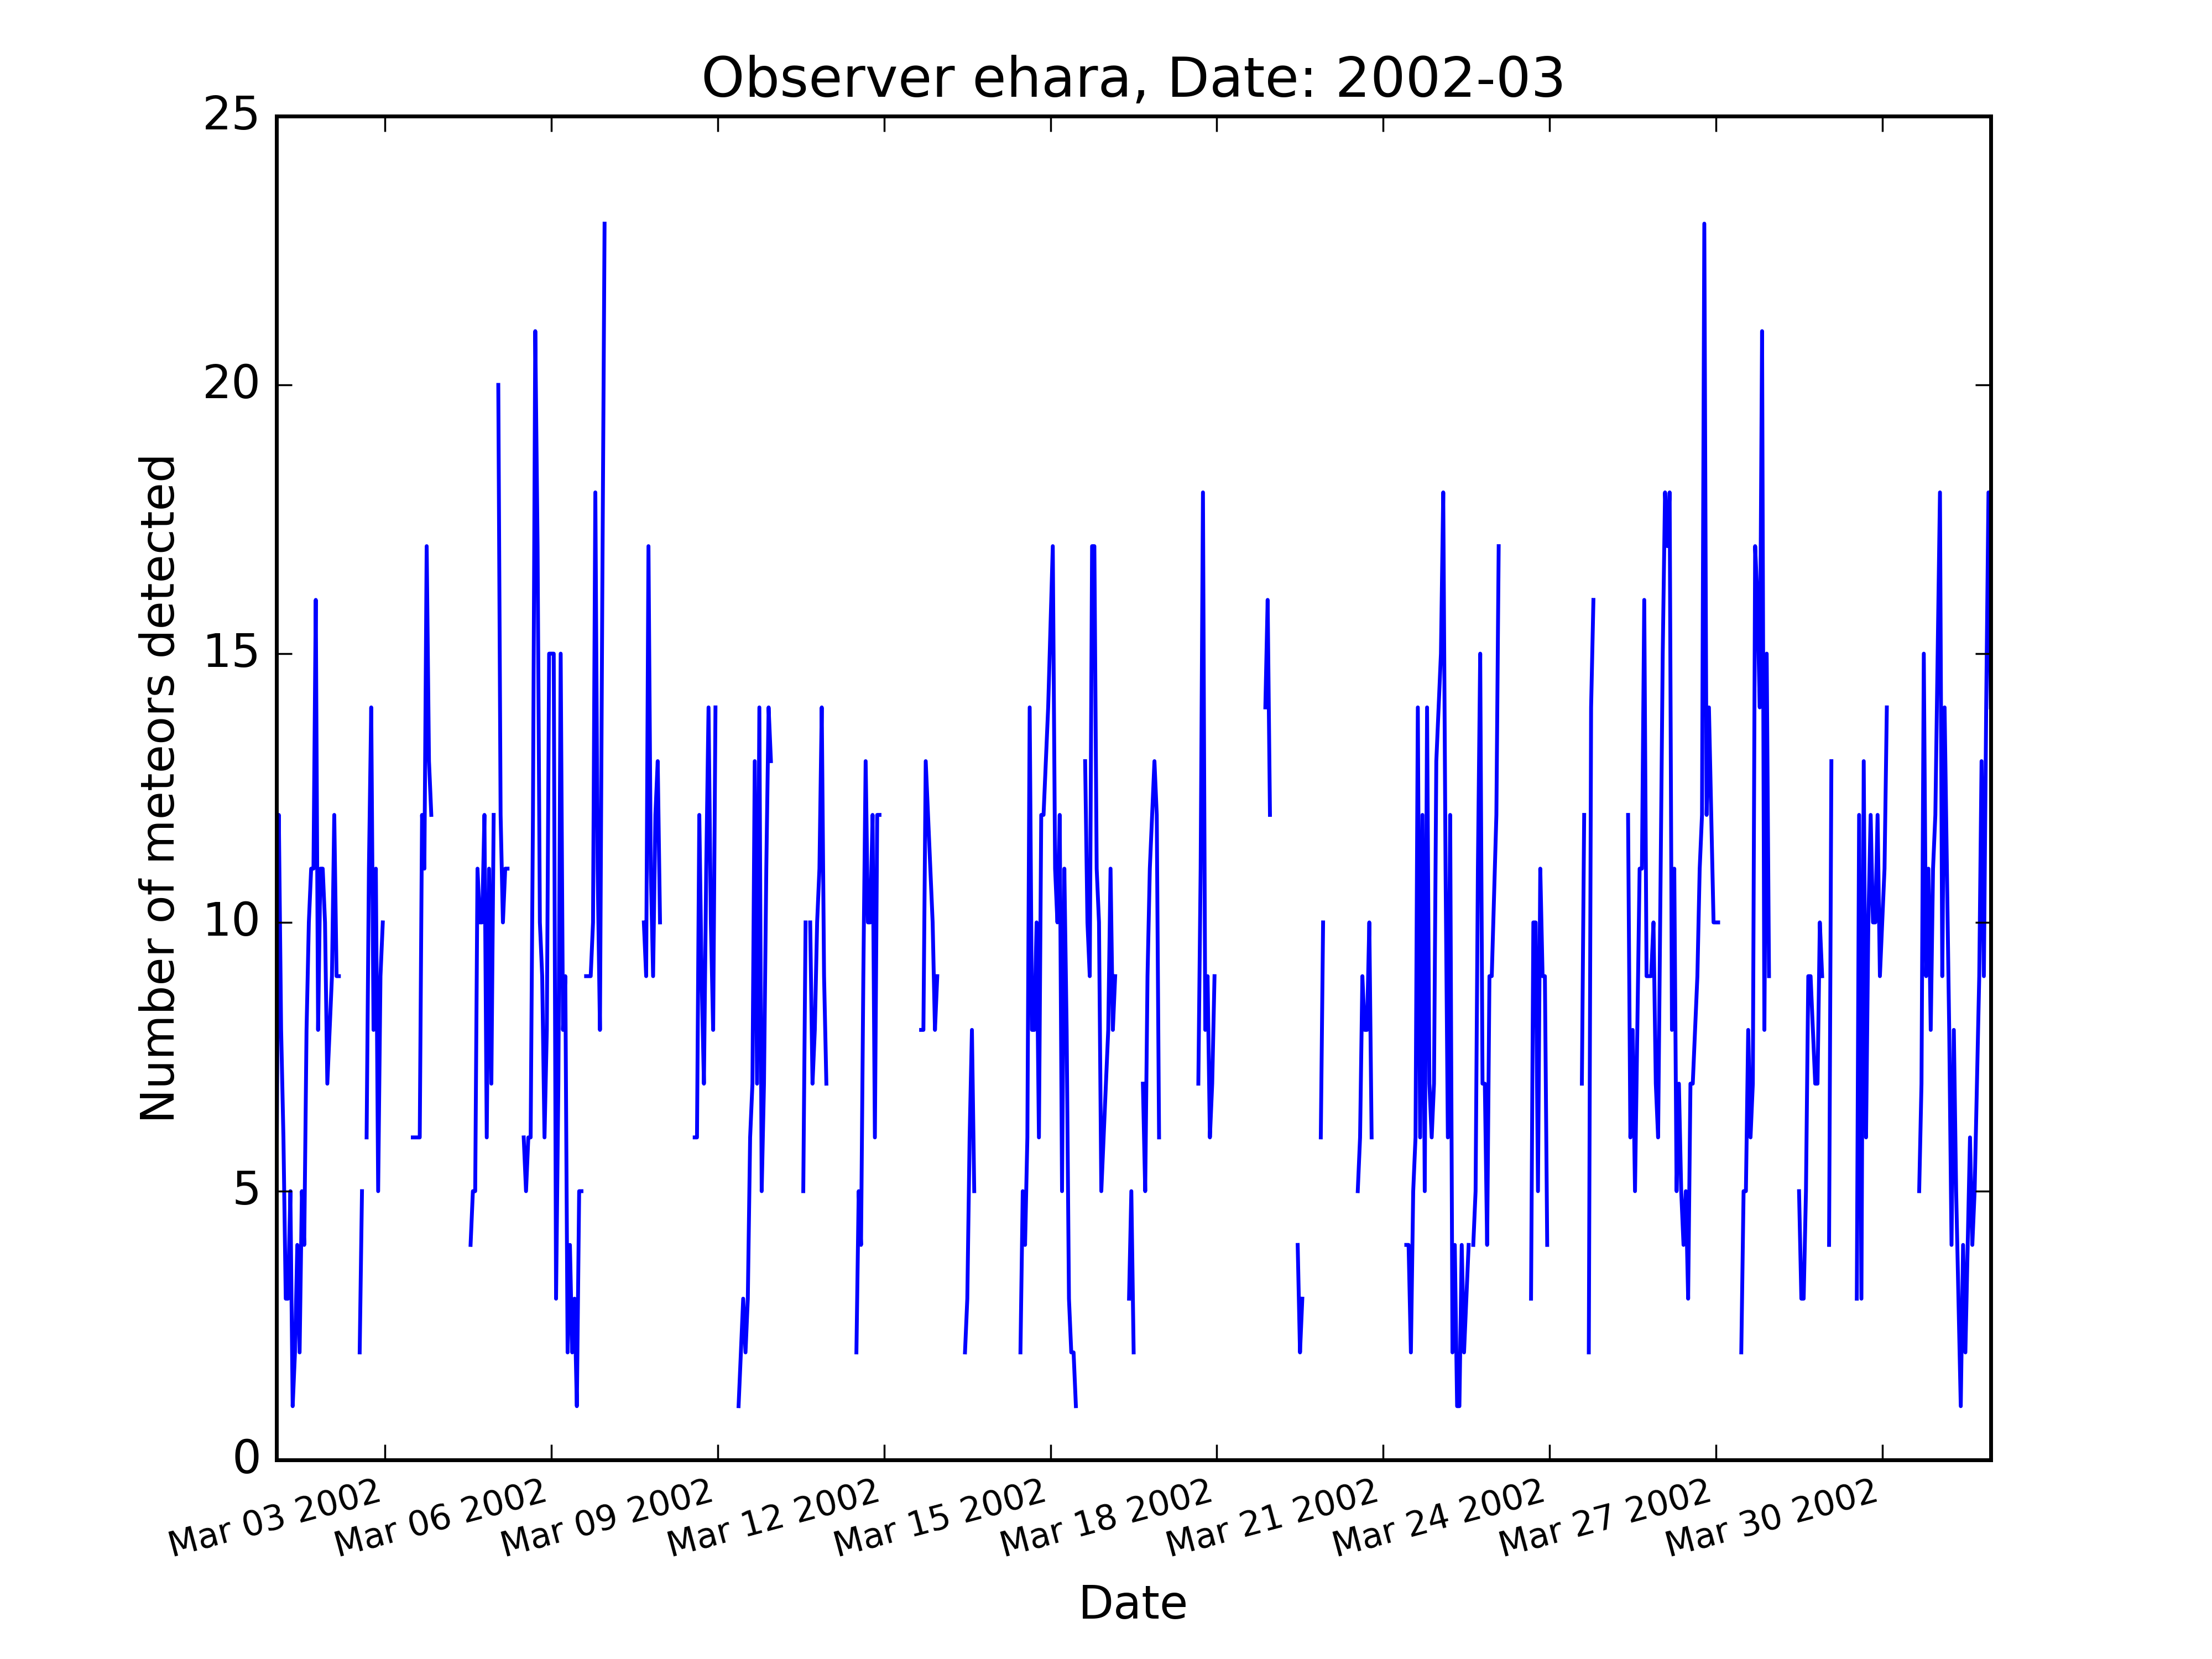 Observer ehara, Date: 2002-03
Number of meteors detected
25
20
15
10
5
0
Mar 03 2002
Mar 06 2002
Mar 09 2002
Mar 12 2002
Mar 15 2002
Mar 18 2002
Mar 21 2002
Mar 24 2002
Mar 27 2002
Mar 30 2002
Date